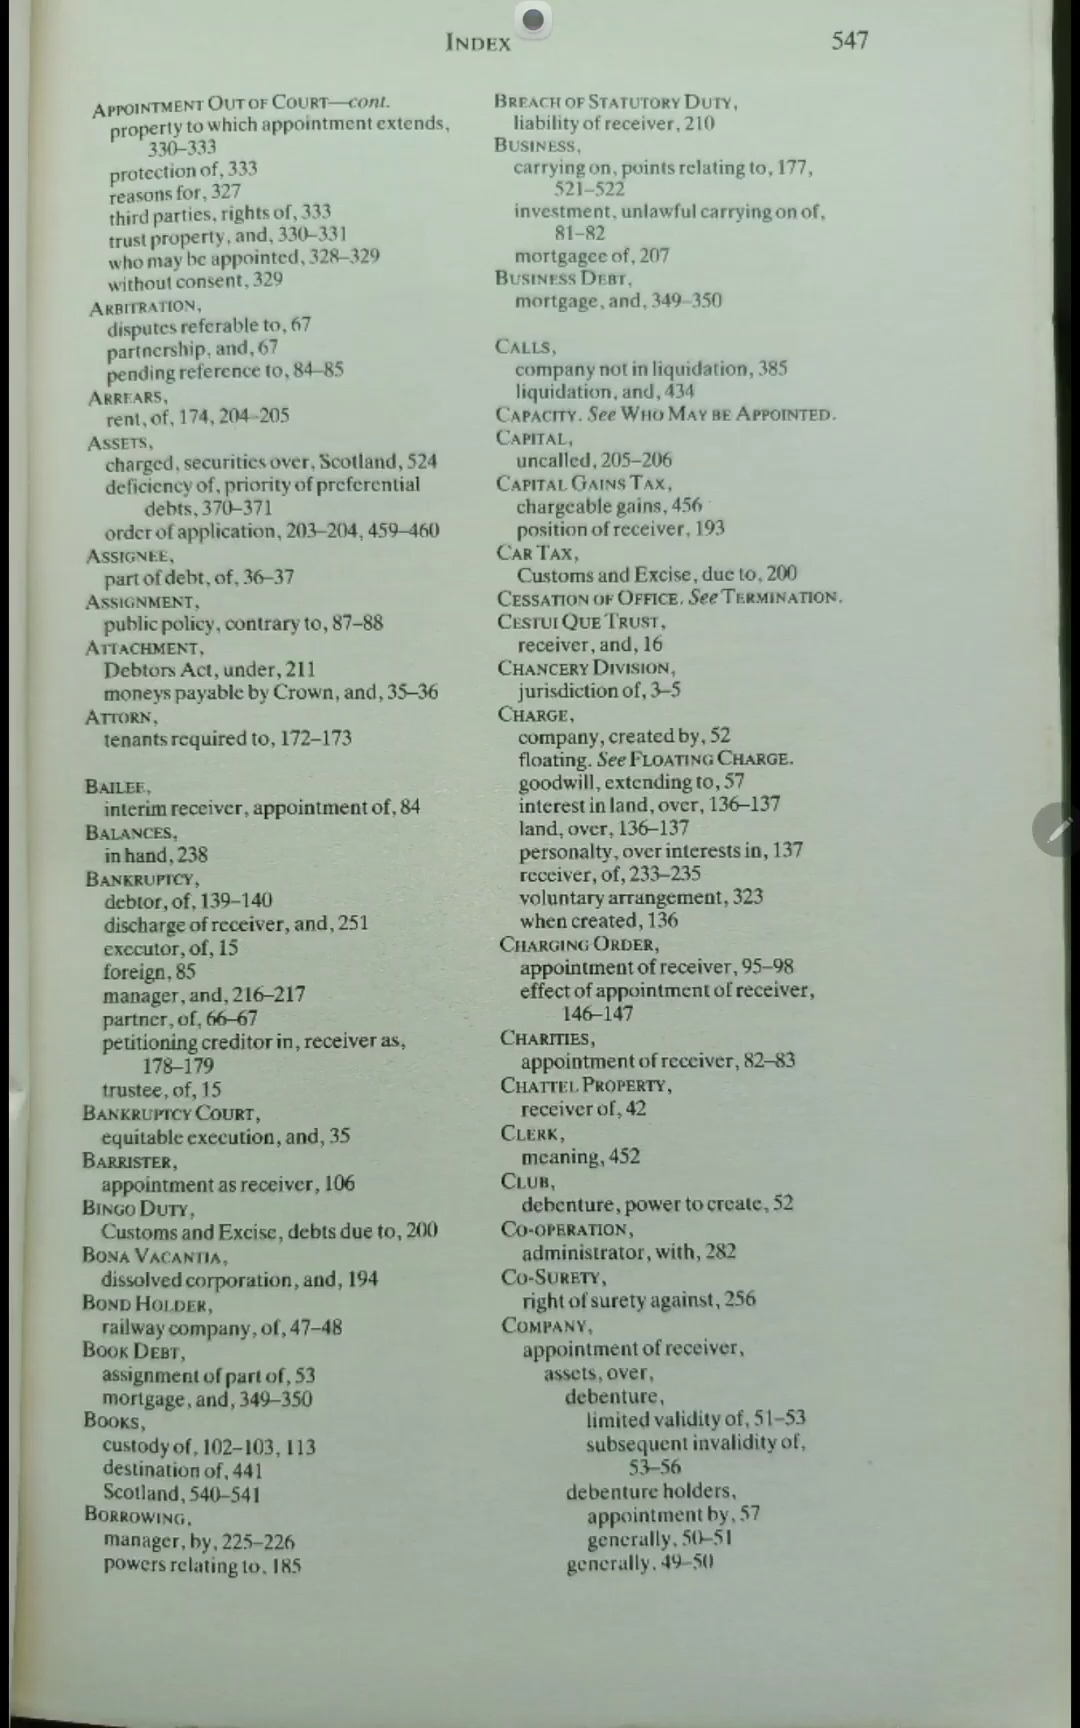 INDEX
547
APPOINTMENT OUT OF COURT—cont.
property to which appointment extends,
330–333
protection of, 333
reasons for, 327
third parties, rights of, 333
trust property, and, 330–331
who may be appointed, 328–329
without consent, 329
ARBITRATION,
disputes referable to, 67
partnership, and, 67
pending reference to, 84–85
ARREARS,
rent, of, 174, 204–205
ASSETS,
charged, securities over, Scotland, 524
deficiency of, priority of preferential
debts, 370–371
order of application, 203–204, 459–460
ASSIGNEE,
part of debt, of, 36–37
ASSIGNMENT,
public policy, contrary to, 87–88
ATTACHMENT,
Debtors Act, under, 211
moneys payable by Crown, and, 35–36
ATTORN,
tenants required to, 172–173
BAILEE,
interim receiver, appointment of, 84
BALANCES,
in hand, 238
BANKRUPTCY,
debtor, of, 139–140
discharge of receiver, and, 251
executor, of, 15
foreign, 85
manager, and, 216–217
partner, of, 66–67
petitioning creditor in, receiver as,
178–179
trustee, of, 15
BANKRUPTCY COURT,
equitable execution, and, 35
BARRISTER,
appointment as receiver, 106
BINGO DUTY,
Customs and Excise, debts due to, 200
BONA VACANTIA,
dissolved corporation, and, 194
BOND HOLDER,
railway company, of, 47–48
BOOK DEBT,
assignment of part of, 53
mortgage, and, 349–350
BOOKS,
custody of, 102–103, 113
destination of, 441
Scotland, 540–541
BORROWING,
manager, by, 225–226
powers relating to, 185
BREACH OF STATUTORY DUTY,
liability of receiver, 210
BUSINESS,
carrying on, points relating to, 177,
521–522
investment, unlawful carrying on of,
81–82
mortgagee of, 207
BUSINESS DEBT,
mortgage, and, 349–350
CALLS,
company not in liquidation, 385
liquidation, and, 434
CAPACITY. See WHO MAY BE APPOINTED.
CAPITAL,
uncalled, 205–206
CAPITAL GAINS TAX,
chargeable gains, 456
position of receiver, 193
CAR TAX,
Customs and Excise, due to, 200
CESSATION OF OFFICE. See TERMINATION.
CESTUI QUE TRUST,
receiver, and, 16
CHANCERY DIVISION,
jurisdiction of, 3–5
CHARGE,
company, created by, 52
floating. See FLOATING CHARGE.
goodwill, extending to, 57
interest in land, over, 136–137
land, over, 136–137
personalty, over interests in, 137
receiver, of, 233–235
voluntary arrangement, 323
when created, 136
CHARGING ORDER,
appointment of receiver, 95–98
effect of appointment of receiver,
146–147
CHARITIES,
appointment of receiver, 82–83
CHATTEL PROPERTY,
receiver of, 42
CLERK,
meaning, 452
CLUB,
debenture, power to create, 52
CO-OPERATION,
administrator, with, 282
CO-SURETY,
right of surety against, 256
COMPANY,
appointment of receiver,
assets, over,
debenture,
limited validity of, 51–53
subsequent invalidity of,
53–56
debenture holders,
appointment by, 57
generally, 50–51
generally, 49–50